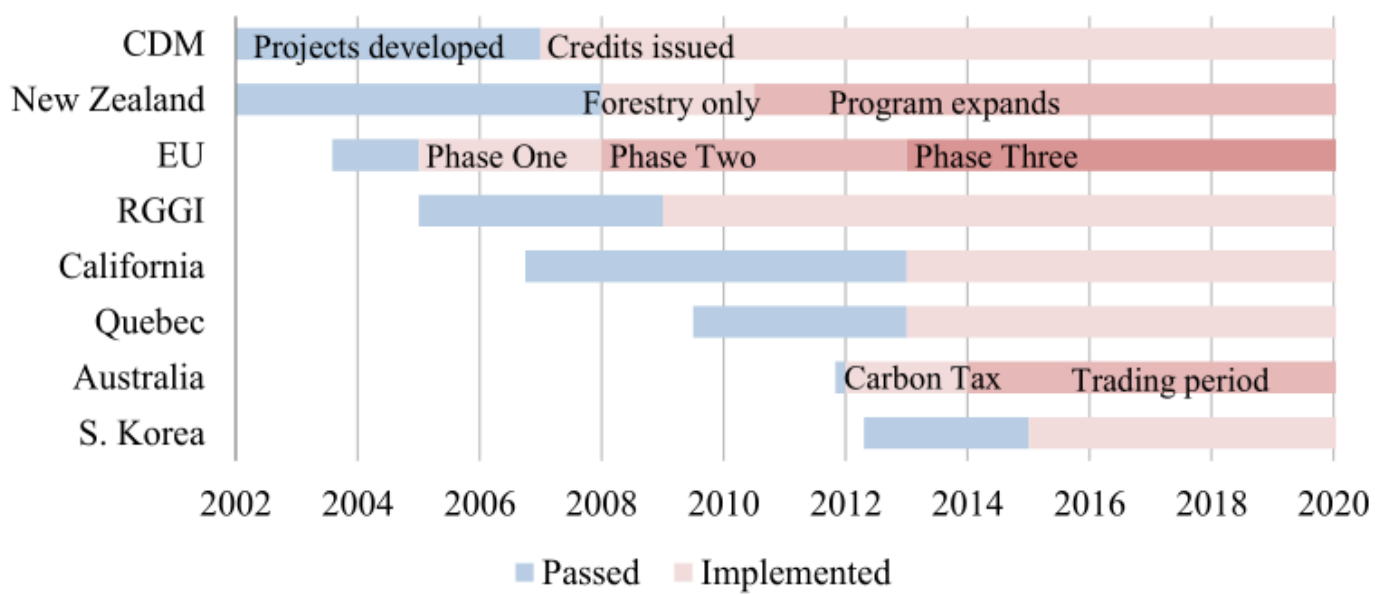 CDM Projects developed Credits issued
New Zealand Forestry only Program expands
EU Phase One Phase Two Phase Three
RGGI
California
Quebec
Australia Carbon Tax Trading period
S. Korea
2002 2004 2006 2008 2010 2012 2014 2016 2018 2020
Passed Implemented